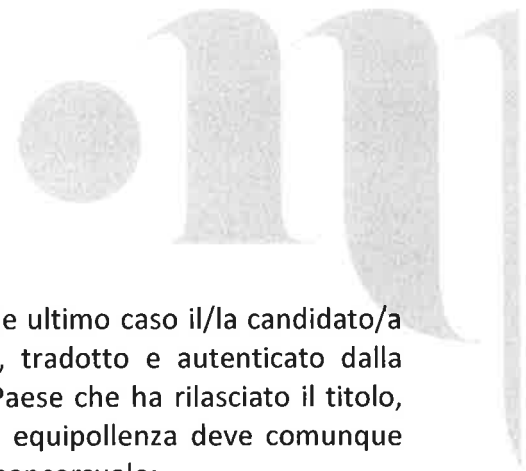 e ultimo caso il/la candidato/a
, tradotto e autenticato dalla
Paese che ha rilasciato il titolo,
equipollenza deve comunque